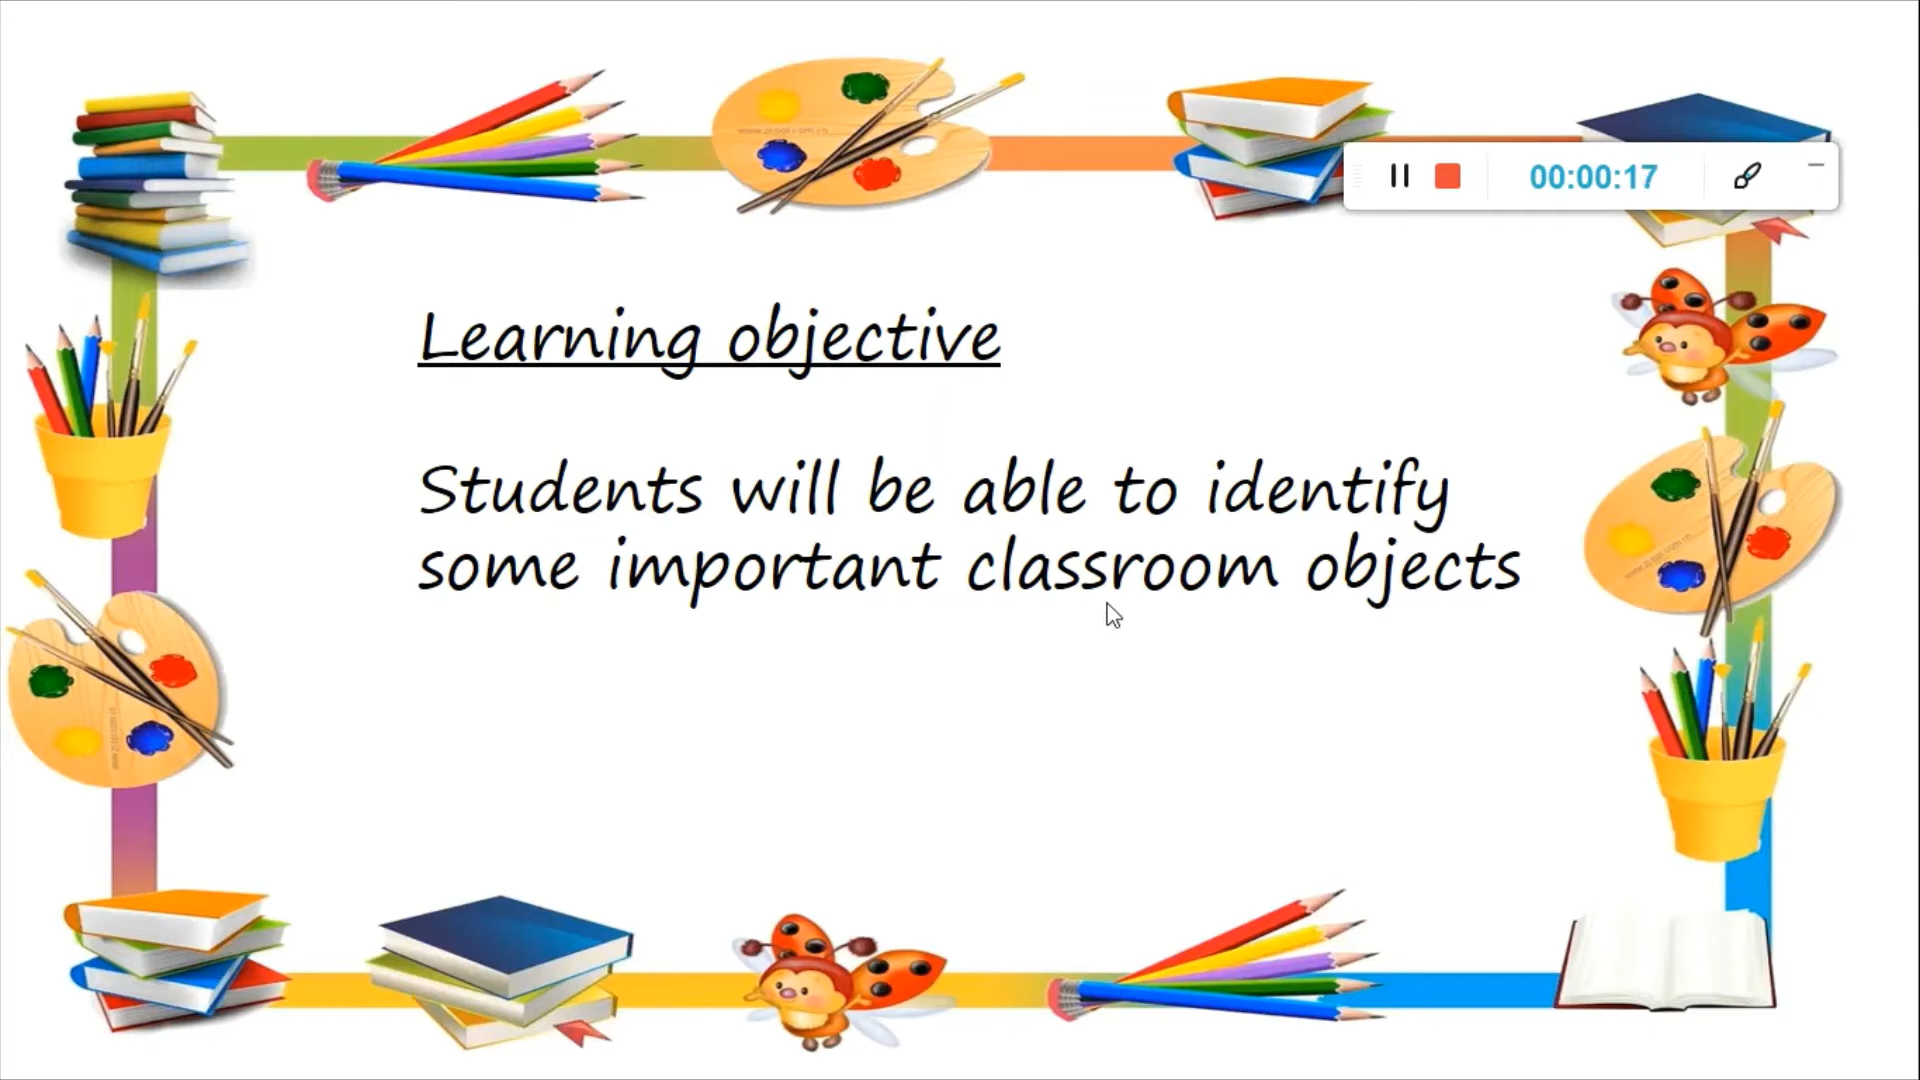 00:00:17
Learning objective
Students will be able to identify
some important classroom objects